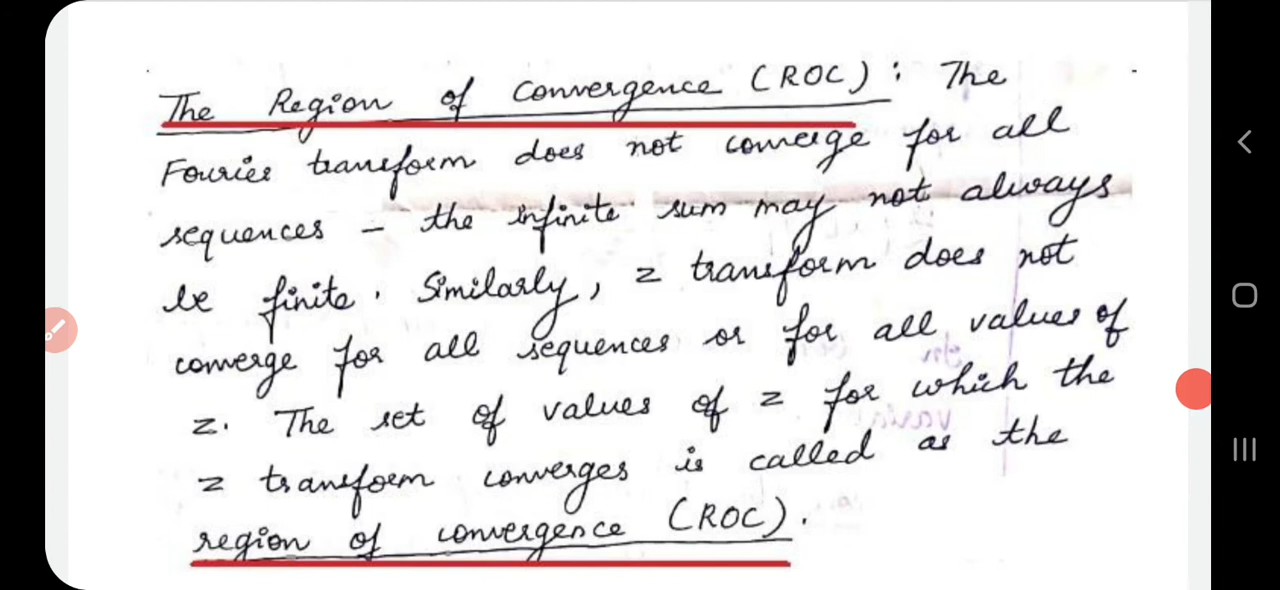 The Region of Convergence (ROC) : The
Fourier transform does not converge for all
sequences - the infinite sum may not always
be finite. Similarly, z transform does not
converge for all sequences or for all values of
z. The set of values of z for which the
z transform converges is called as the
region of convergence (ROC).